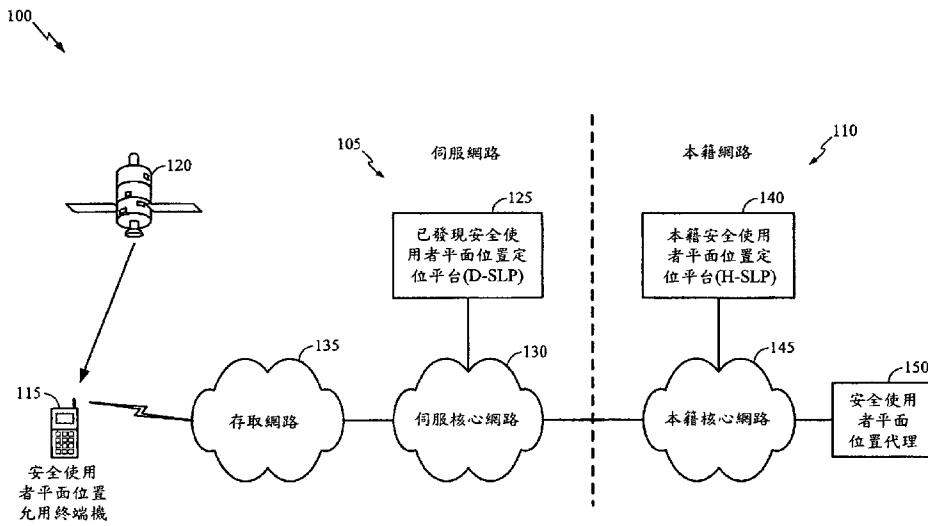 100
120
105
伺服網路
本籍網路
110
125
已發現安全使
用者平面位置定
位平台(D-SLP)
140
本籍安全使用
者平面位置定
位平台(H-SLP)
115
135
存取網路
130
伺服核心網路
145
本籍核心網路
150
安全使用
者平面
位置代理
安全使用
者平面位置
允用終端機